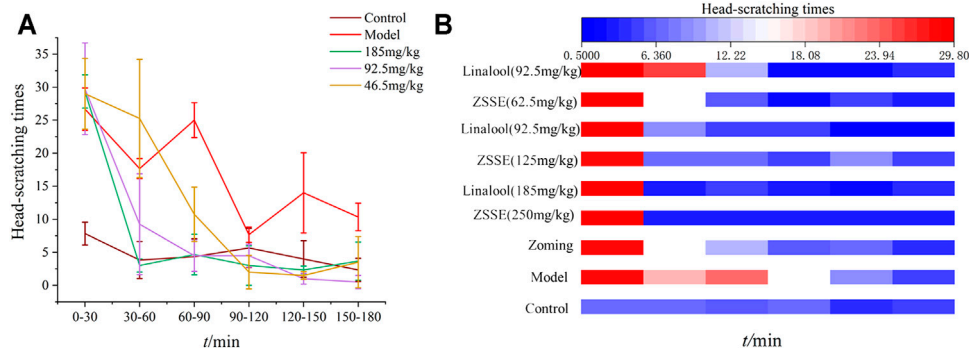 A
Head-scratching times
35
30
25
20
15
10
5
0
0-30 30-60 60-90 90-120 120-150 150-180
t/min
Control
Model
185mg/kg
92.5mg/kg
46.5mg/kg
B
Head-scratching times
0.5000 6.360 12.22 18.08 23.94 29.80
Linalool(92.5mg/kg)
ZSSE(62.5mg/kg)
Linalool(92.5mg/kg)
ZSSE(125mg/kg)
Linalool(185mg/kg)
ZSSE(250mg/kg)
Zoming
Model
Control
t/min